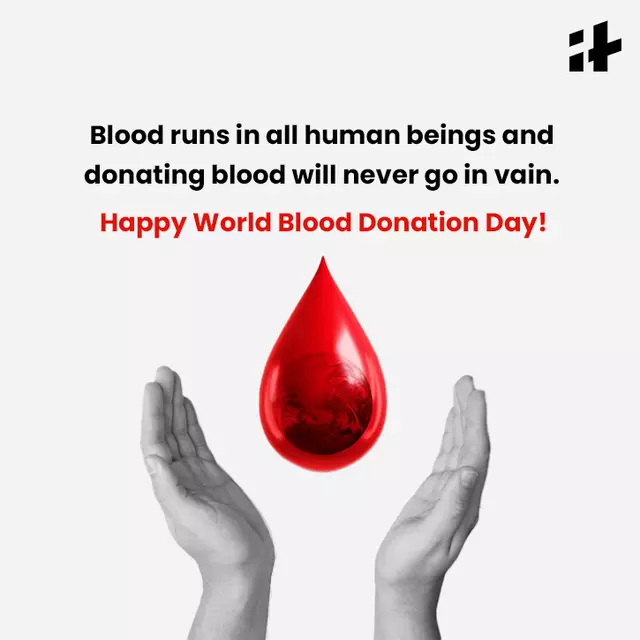 Blood runs in all human beings and
donating blood will never go in vain.
Happy World Blood Donation Day!